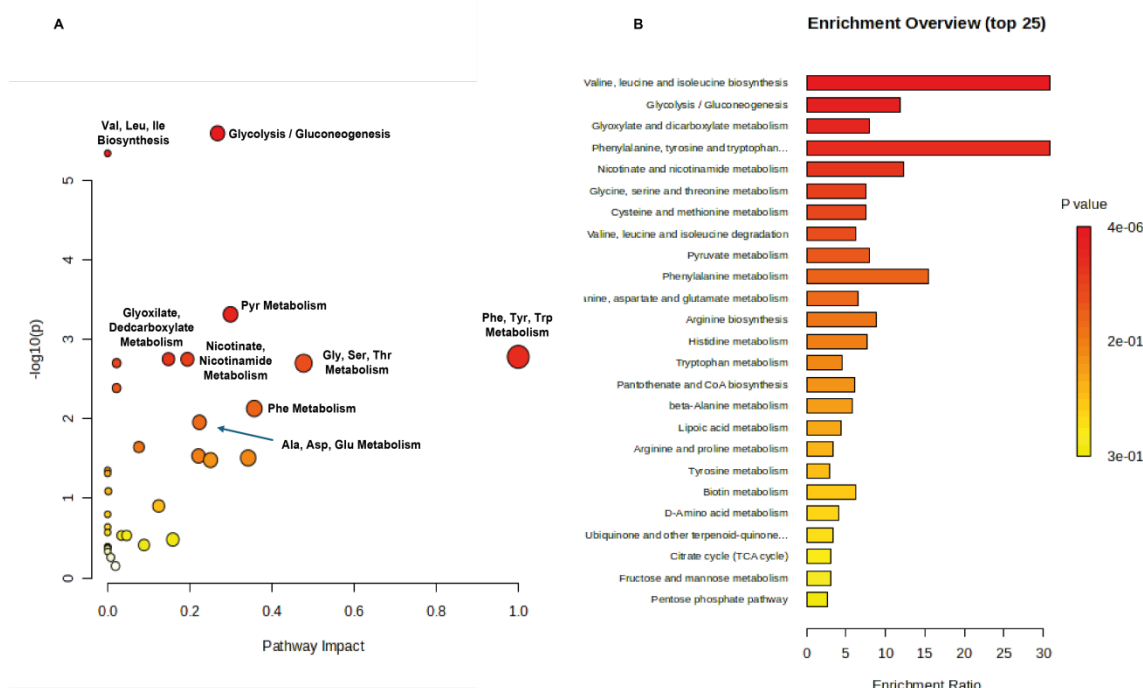 A
Val, Leu, Ile
Biosynthesis
Glycolysis / Gluconeogenesis
Pyr Metabolism
Glyoxilate,
Dedcarboxylate
Metabolism
Nicotinate,
Nicotinamide
Metabolism
Gly, Ser, Thr
Metabolism
Phe, Tyr, Trp
Metabolism
Phe Metabolism
Ala, Asp, Glu Metabolism
-log10(p)
5
4
3
2
1
0
0.0 0.2 0.4 0.6 0.8 1.0
Pathway Impact
B
Enrichment Overview (top 25)
Valine, leucine and isoleucine biosynthesis
Glycolysis / Gluconeogenesis
Glyoxylate and dicarboxylate metabolism
Phenylalanine, tyrosine and tryptophan...
Nicotinate and nicotinamide metabolism
Glycine, serine and threonine metabolism
Cysteine and methionine metabolism
Valine, leucine and isoleucine degradation
Pyruvate metabolism
Phenylalanine metabolism
anine, aspartate and glutamate metabolism
Arginine biosynthesis
Histidine metabolism
Tryptophan metabolism
Pantothenate and CoA biosynthesis
beta-Alanine metabolism
Lipoic acid metabolism
Arginine and proline metabolism
Tyrosine metabolism
Biotin metabolism
D-Amino acid metabolism
Ubiquinone and other terpenoid-quinone...
Citrate cycle (TCA cycle)
Fructose and mannose metabolism
Pentose phosphate pathway
0 5 10 15 20 25 30
Enrichment Ratio
P value
4e-06
2e-01
3e-01